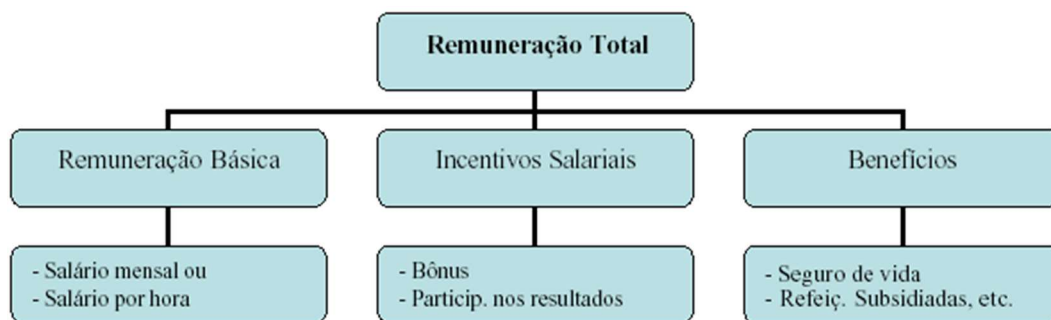 Remuneração Total
Remuneração Básica
Incentivos Salariais
Benefícios
- Salário mensal ou
- Salário por hora
- Bônus
- Particip. nos resultados
- Seguro de vida
- Refeiç. Subsidiadas, etc.